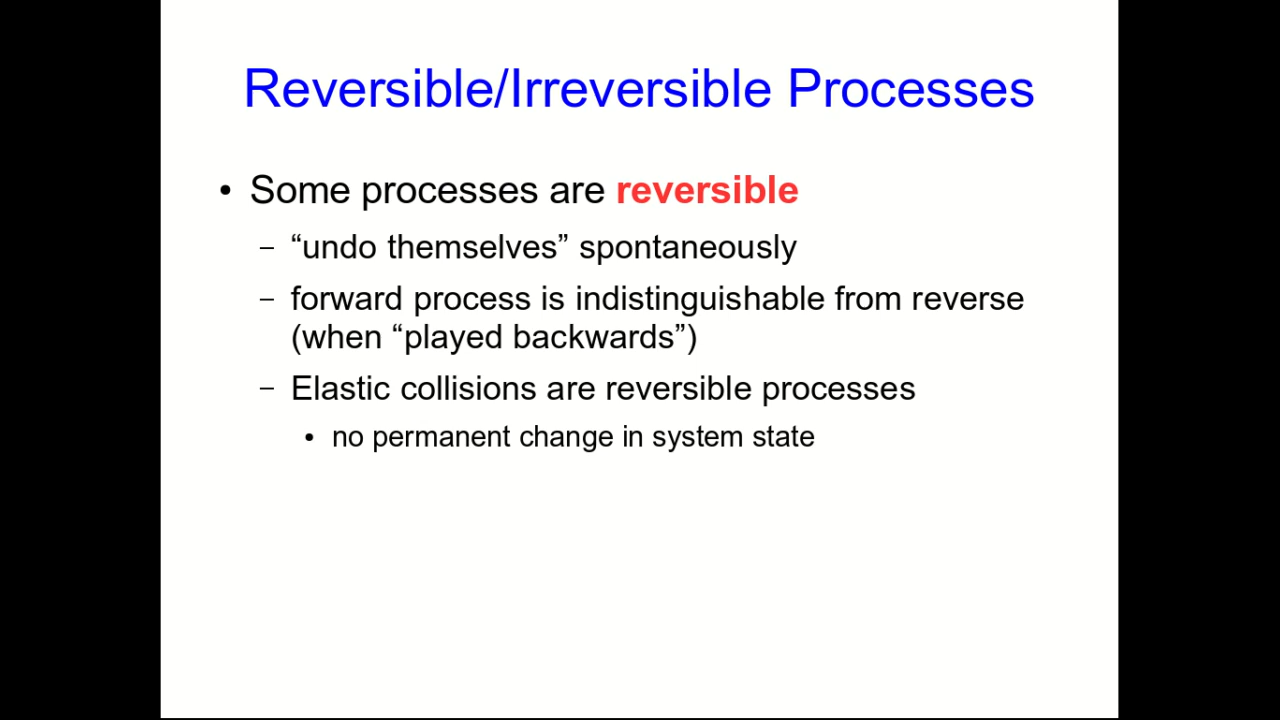 Reversible/Irreversible Processes
• Some processes are reversible
– “undo themselves” spontaneously
– forward process is indistinguishable from reverse
(when “played backwards”)
– Elastic collisions are reversible processes
• no permanent change in system state